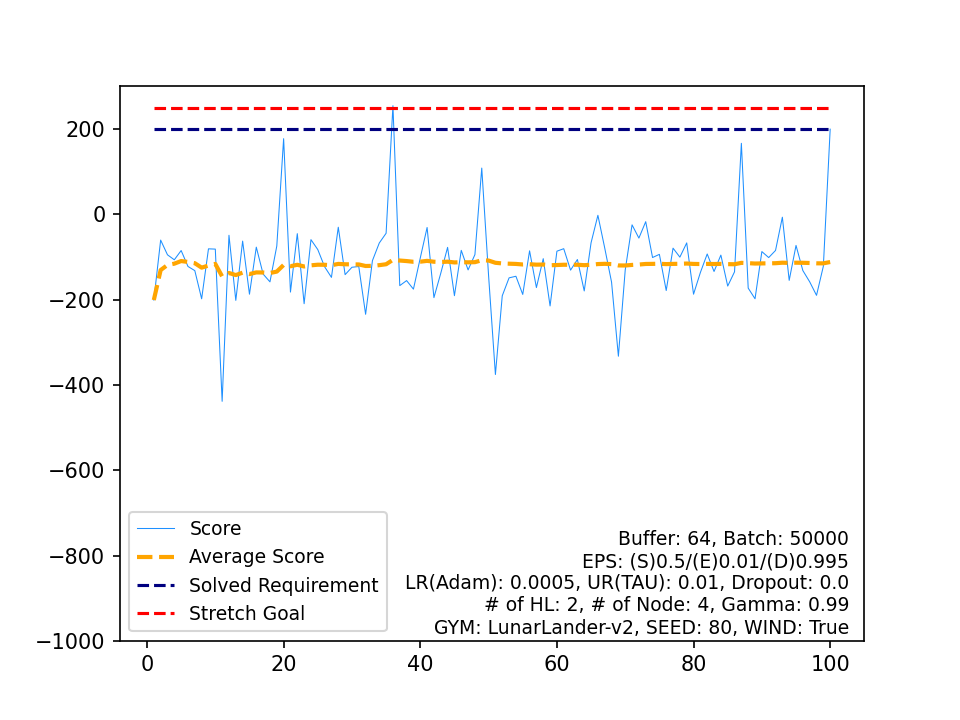 200
0
−200
−400
−600
−800
−1000
0 20 40 60 80 100
Score
Average Score
Solved Requirement
Stretch Goal
Buffer: 64, Batch: 50000
EPS: (S)0.5/(E)0.01/(D)0.995
LR(Adam): 0.0005, UR(TAU): 0.01, Dropout: 0.0
# of HL: 2, # of Node: 4, Gamma: 0.99
GYM: LunarLander-v2, SEED: 80, WIND: True